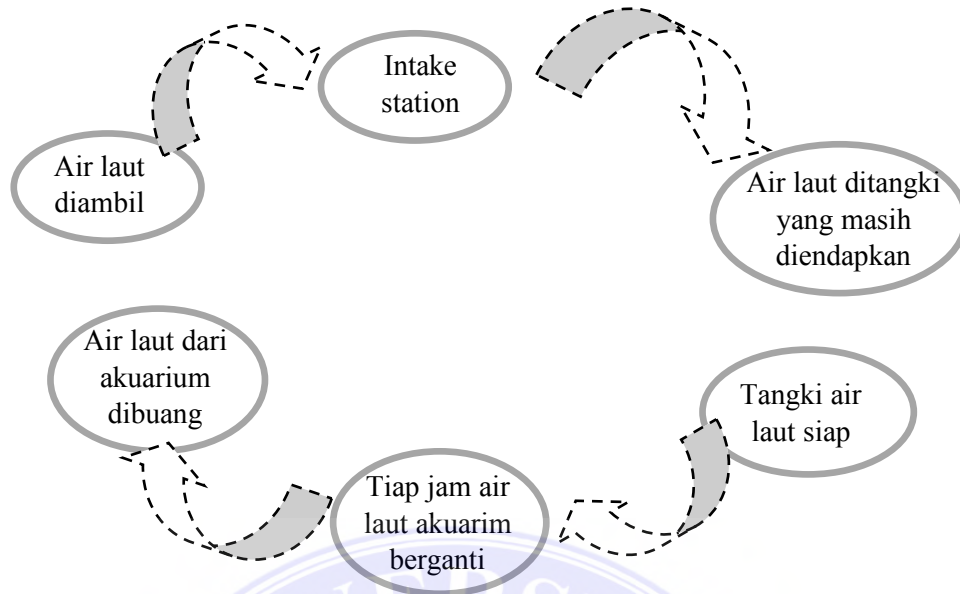 Air laut
diambil
Intake
station
Air laut ditangki
yang masih
diendapkan
Tangki air
laut siap
Tiap jam air
laut akuarim
berganti
Air laut dari
akuarium
dibuang